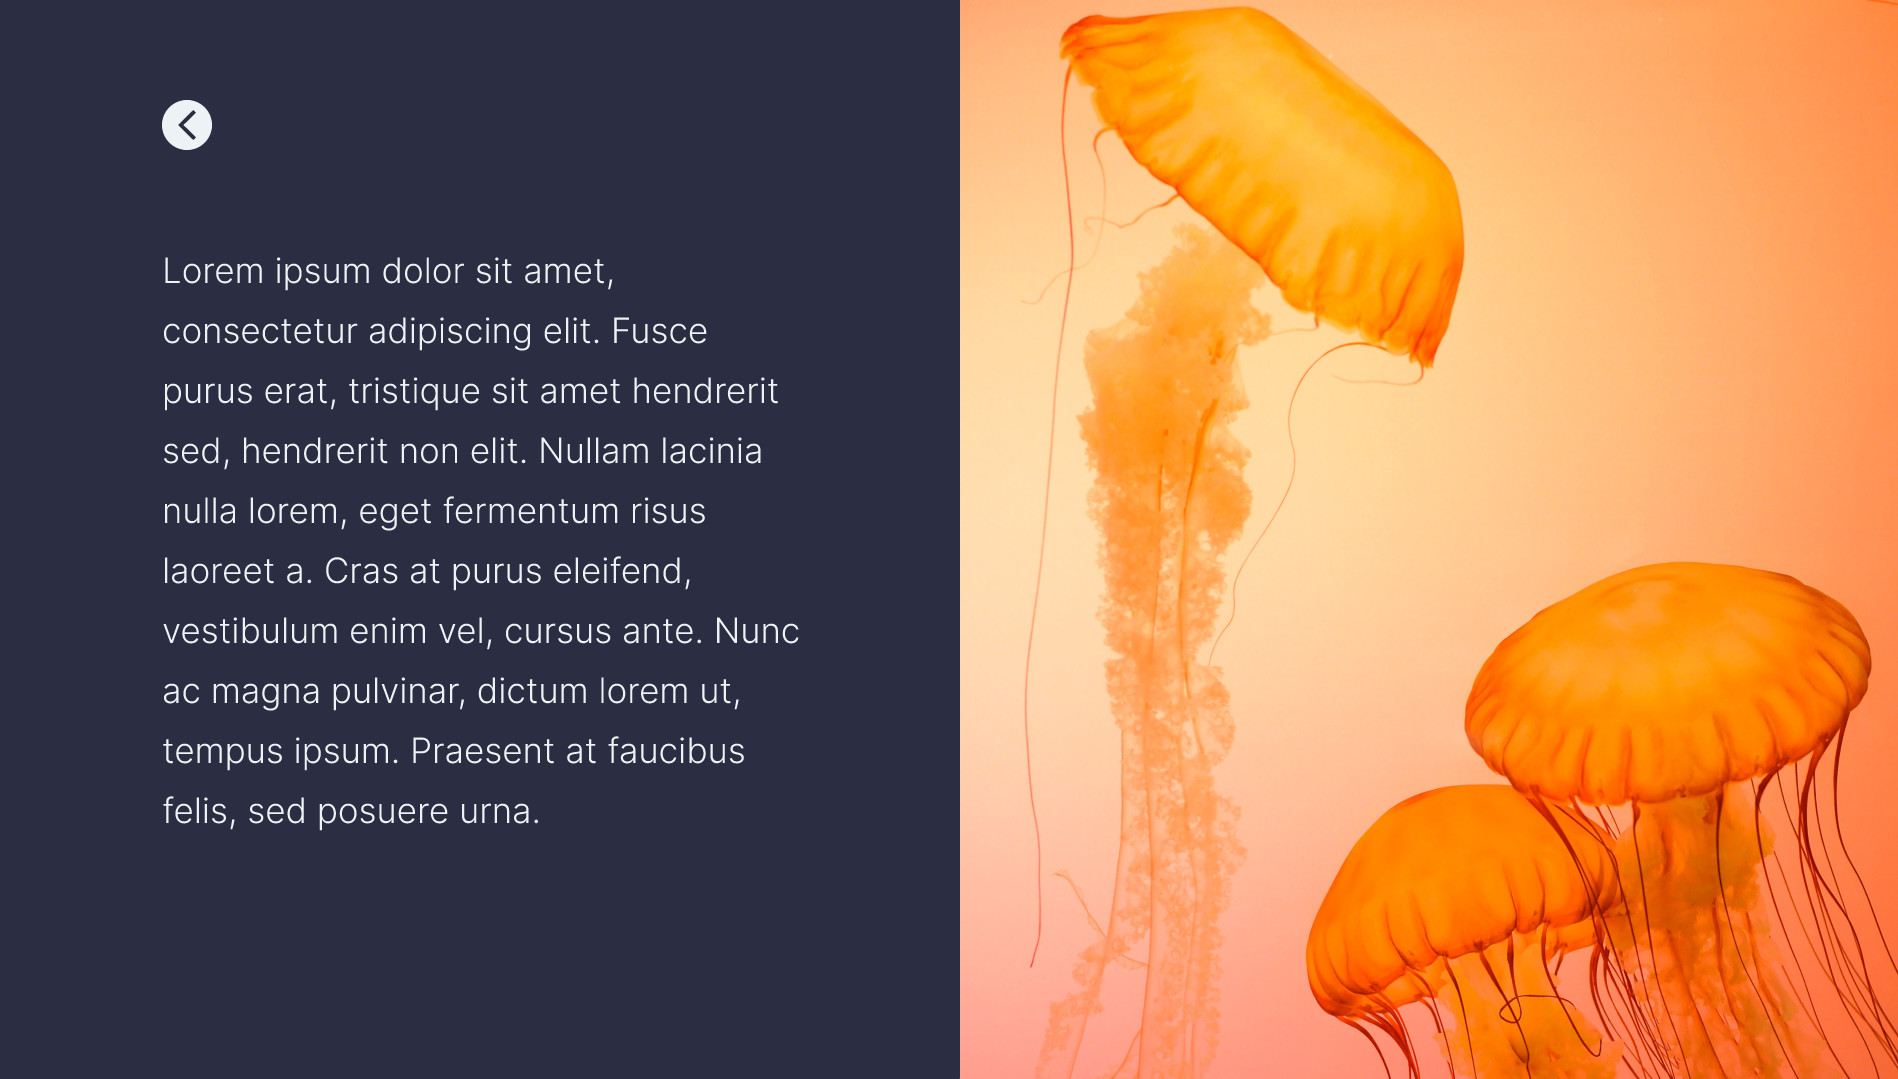 Lorem ipsum dolor sit amet,
consectetur adipiscing elit. Fusce
purus erat, tristique sit amet hendrerit
sed, hendrerit non elit. Nullam lacinia
nulla lorem, eget fermentum risus
laoreet a. Cras at purus eleifend,
vestibulum enim vel, cursus ante. Nunc
ac magna pulvinar, dictum lorem ut,
tempus ipsum. Praesent at faucibus
felis, sed posuere urna.